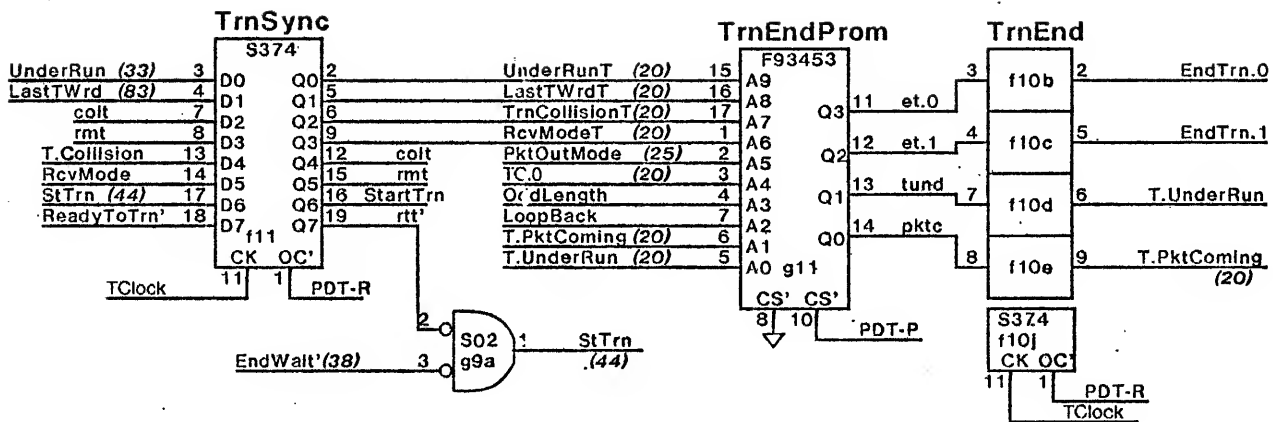 TrnSync
TrnEndProm
TrnEnd
S374
F93453
UnderRun (33) 3 D0 Q0 2 UnderRunT (20) 15 A9
LastTWrd (83) 4 D1 Q1 5 LastTWrdT (20) 16 A8
colt 7 D2 Q2 6 TrnCollisionT (20) 17 A7
rmt 8 D3 Q3 9 RcvModeT (20) 1 A6
T.Collision 13 D4 Q4 12 colt PktOutMode (25) 2 A5
RcvMode 14 D5 Q5 15 rmt TC.0 (20) 3 A4
StTrn (44) 17 D6 Q6 16 StartTrn OddLength 4 A3
ReadyToTrn' 18 D7 Q7 19 rtt' LoopBack 7 A2
T.PktComing (20) 6 A1
T.UnderRun (20) 5 A0
Q3 11 et.0 3 f10b 2 EndTrn.0
Q2 12 et.1 4 f10c 5 EndTrn.1
Q1 13 tund 7 f10d 6 T.UnderRun
Q0 14 pktc 8 f10e 9 T.PktComing
(20)
f11
CK OC'
11 1
TClock PDT-R
g11
CS' CS'
8 10
PDT-P
S374
f10j
CK OC'
11 1
PDT-R
TClock
2
S02 1 StTrn
EndWait' (38) 3 g9a (44)